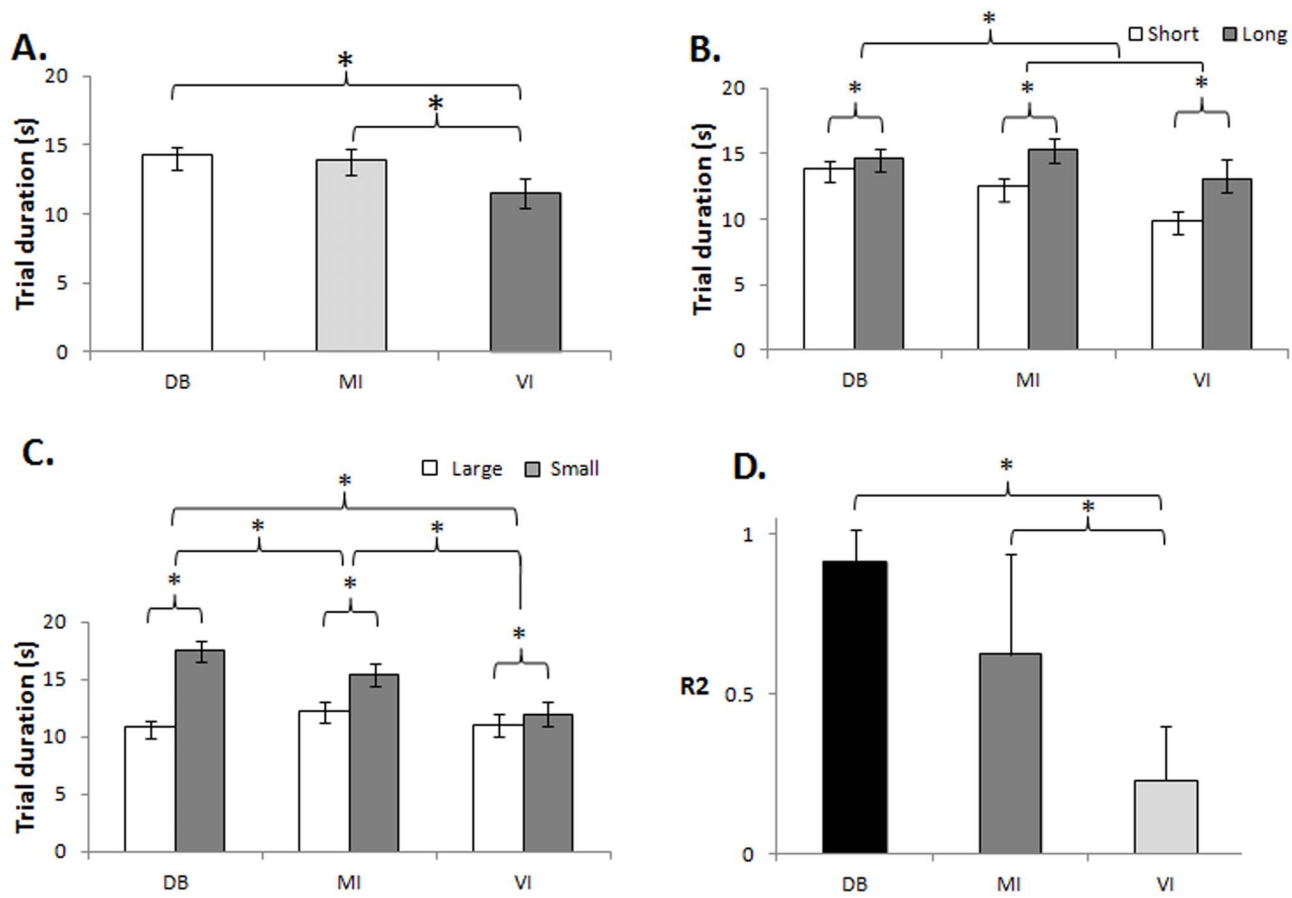 A.
*
*
20
15
10
5
0
Trial duration (s)
DB MI VI
B.
Short Long
*
* * *
20
15
10
5
0
Trial duration (s)
DB MI VI
C.
Large Small
*
* *
* * *
20
15
10
5
0
Trial duration (s)
DB MI VI
D.
*
*
1
0.5
0
R2
DB MI VI